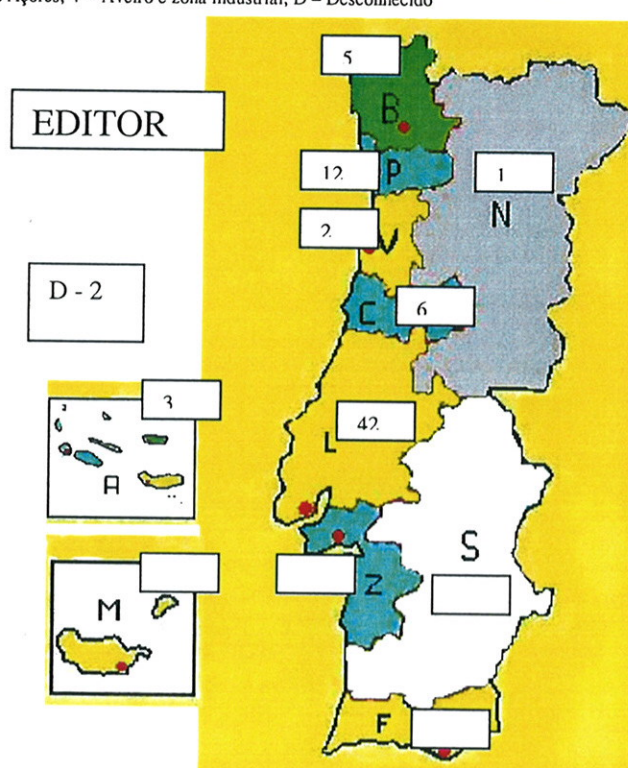 Açores, V – Aveiro e zona industrial, D – Desconhecido
5
EDITOR
B
12
P
1
N
2
V
D - 2
C
6
3
42
L
A
S
M
Z
F